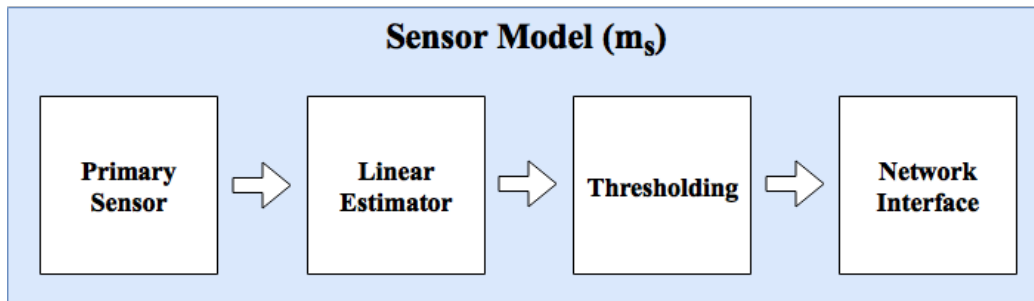 Sensor Model (mₛ)
Primary
Sensor
Linear
Estimator
Thresholding
Network
Interface